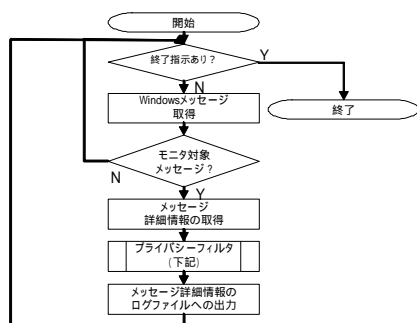 開始
終了指示あり？
Y
N
Windowsメッセージ
取得
終了
モニタ対象
メッセージ？
N
Y
メッセージ
詳細情報の取得
プライバシーフィルタ
(下記)
メッセージ詳細情報の
ログファイルへの出力